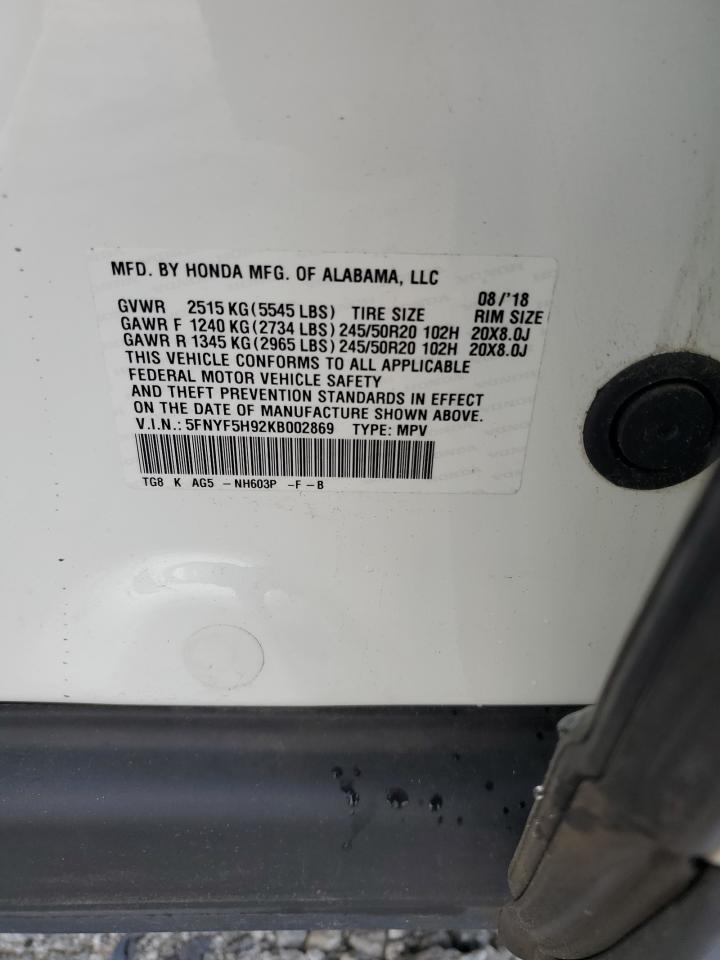 MFD. BY HONDA MFG. OF ALABAMA, LLC
08/'18
GVWR 2515 KG(5545 LBS) TIRE SIZE RIM SIZE
GAWR F 1240 KG(2734 LBS) 245/50R20 102H 20X8.0J
GAWR R 1345 KG(2965 LBS) 245/50R20 102H 20X8.0J
THIS VEHICLE CONFORMS TO ALL APPLICABLE
FEDERAL MOTOR VEHICLE SAFETY
AND THEFT PREVENTION STANDARDS IN EFFECT
ON THE DATE OF MANUFACTURE SHOWN ABOVE.
V.I.N.: 5FNYF5H92KB002869 TYPE: MPV
TG8 K AG5 -NH603P -F-B